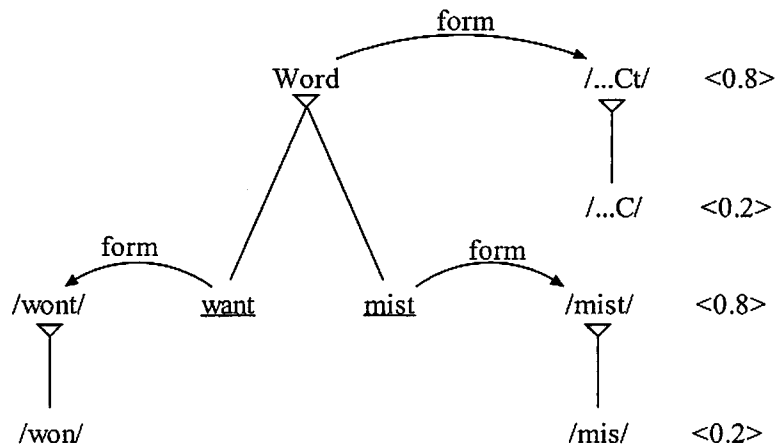 form
Word /...Ct/ <0.8>
/...C/ <0.2>
form form
/wont/ want mist /mist/ <0.8>
/won/ /mis/ <0.2>